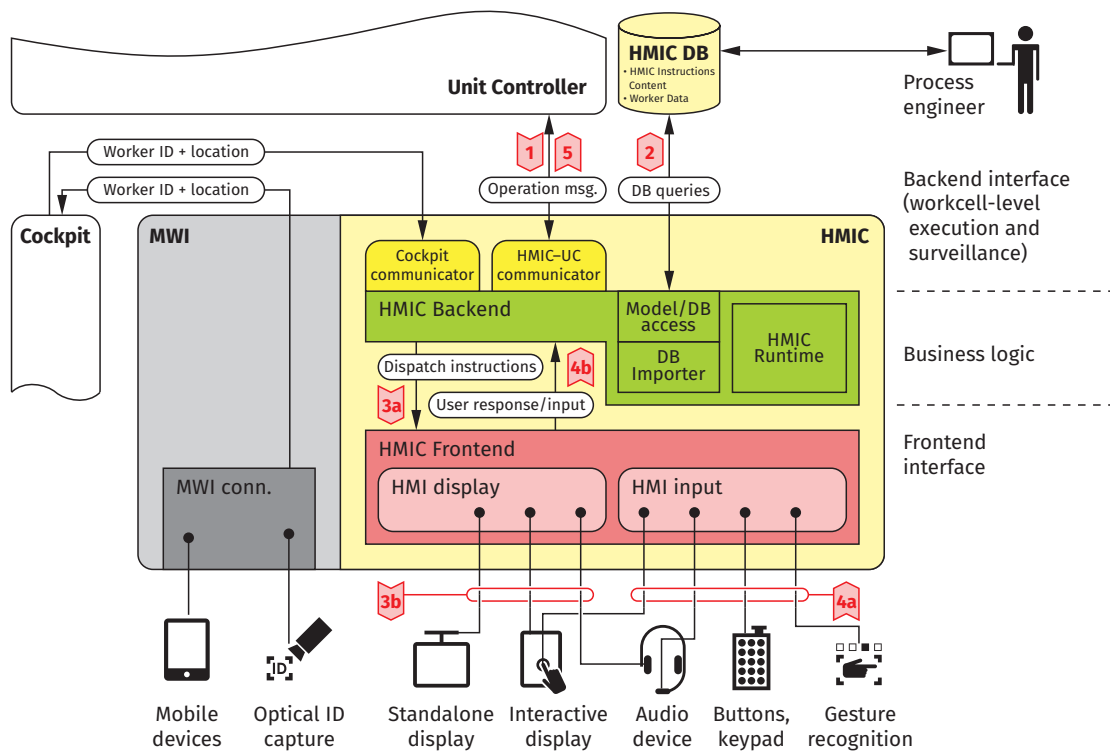 HMIC DB
• HMIC Instructions
Content
• Worker Data
Unit Controller
Process
engineer
1
5
2
Worker ID + location
Worker ID + location
Operation msg.
DB queries
Backend interface
(workcell-level
execution and
surveillance)
Cockpit
MWI
HMIC
Cockpit
communicator
HMIC–UC
communicator
HMIC Backend
Model/DB
access
DB
Importer
HMIC
Runtime
Business logic
Dispatch instructions
4b
3a
User response/input
HMIC Frontend
Frontend
interface
HMI display
HMI input
MWI conn.
3b
4a
ID
Mobile
devices
Optical ID
capture
Standalone
display
Interactive
display
Audio
device
Buttons,
keypad
Gesture
recognition